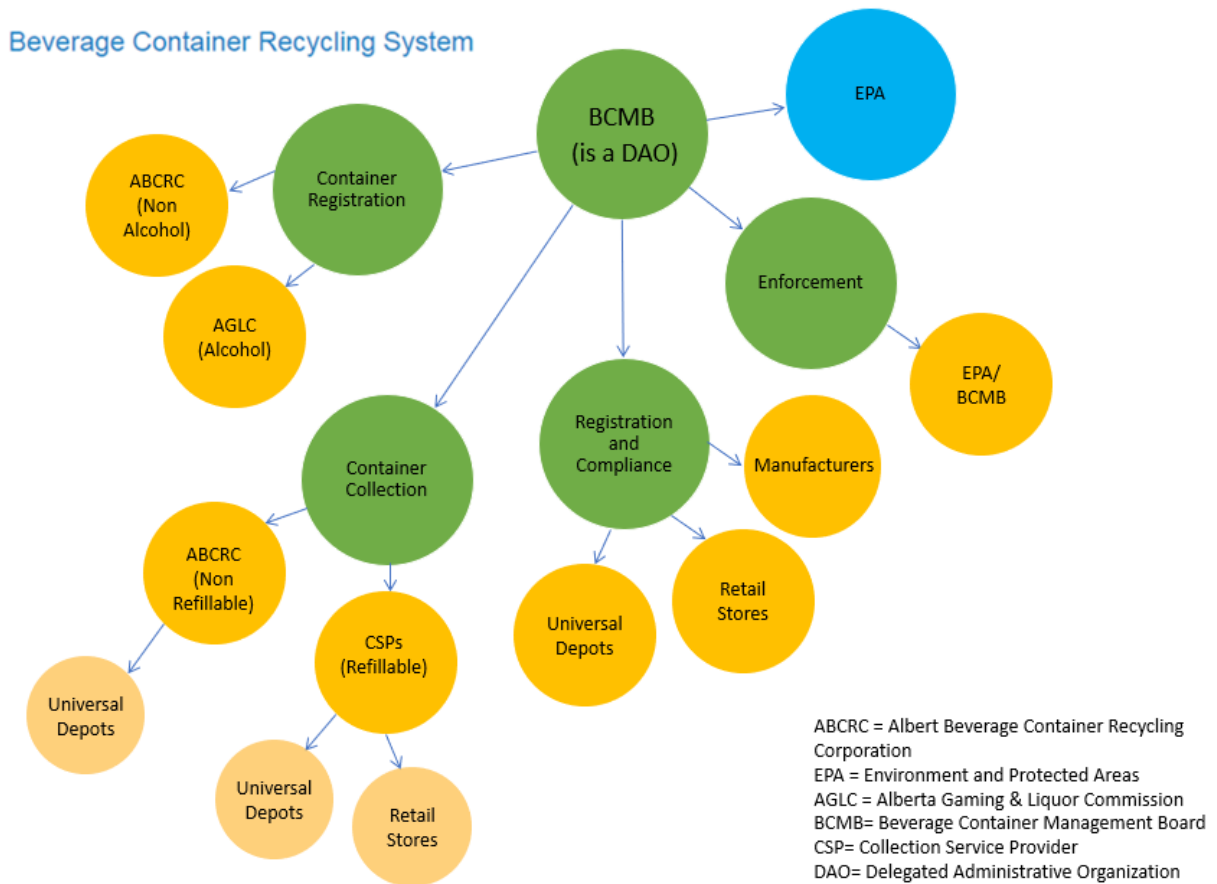 Beverage Container Recycling System
BCMB
(is a DAO)
EPA
Container
Registration
ABCRC
(Non
Alcohol)
AGLC
(Alcohol)
Enforcement
EPA/
BCMB
Registration
and
Compliance
Manufacturers
Retail
Stores
Universal
Depots
Container
Collection
ABCRC
(Non
Refillable)
Universal
Depots
CSPs
(Refillable)
Universal
Depots
Retail
Stores
ABCRC = Albert Beverage Container Recycling
Corporation
EPA = Environment and Protected Areas
AGLC = Alberta Gaming & Liquor Commission
BCMB= Beverage Container Management Board
CSP= Collection Service Provider
DAO= Delegated Administrative Organization